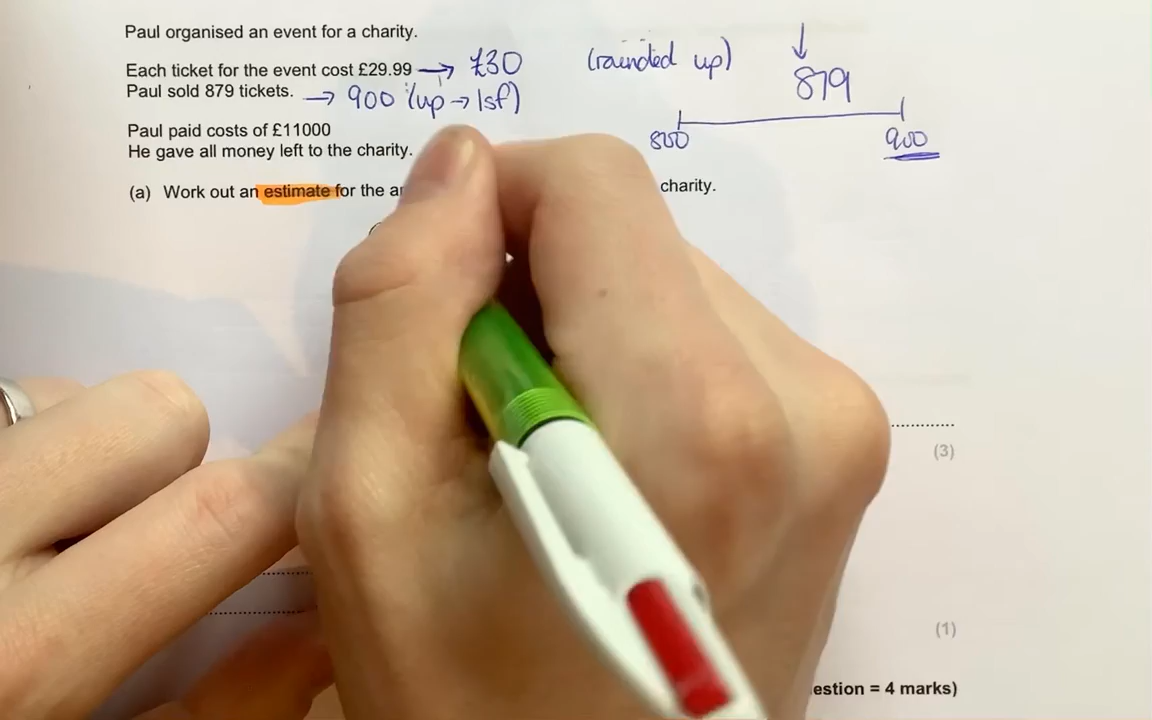 Paul organised an event for a charity.
Each ticket for the event cost £29.99 → £30 (rounded up) ↓
879
Paul sold 879 tickets. → 900 (up → 1sf)
800 900
Paul paid costs of £11000
He gave all money left to the charity.
(a) Work out an estimate for the charity.
(3)
(1)
estion = 4 marks)